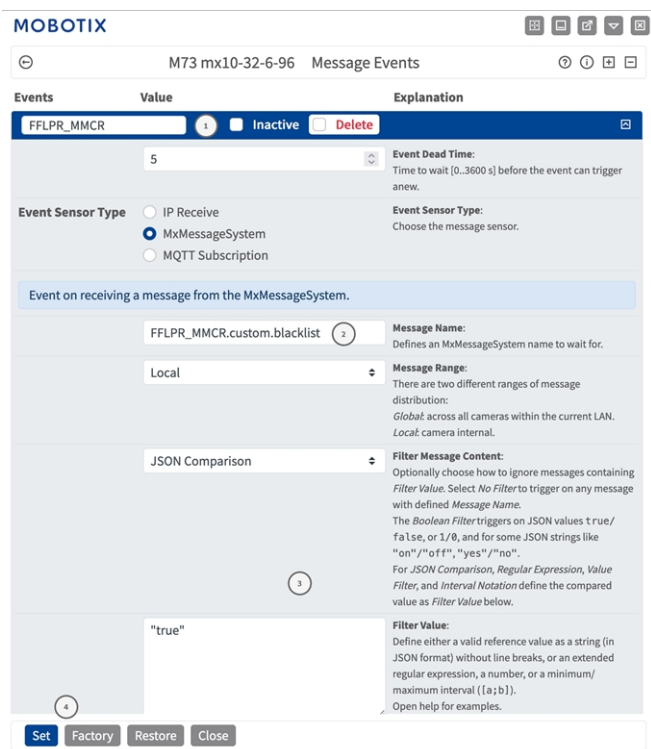 MOBOTIX
M73 mx10-32-6-96 Message Events
Events Value Explanation
FFLPR_MMCR 1 Inactive Delete
5
Event Dead Time:
Time to wait [0..3600 s] before the event can trigger
anew.
Event Sensor Type
IP Receive
MxMessageSystem
MQTT Subscription
Event Sensor Type:
Choose the message sensor.
Event on receiving a message from the MxMessageSystem.
FFLPR_MMCR.custom.blacklist 2
Message Name:
Defines an MxMessageSystem name to wait for.
Local
Message Range:
There are two different ranges of message
distribution:
Global: across all cameras within the current LAN.
Local: camera internal.
JSON Comparison
Filter Message Content:
Optionally choose how to ignore messages containing
Filter Value. Select No Filter to trigger on any message
with defined Message Name.
The Boolean Filter triggers on JSON values true/
false, or 1/0, and for some JSON strings like
"on"/"off", "yes"/"no".
For JSON Comparison, Regular Expression, Value
Filter, and Interval Notation define the compared
value as Filter Value below.
3
"true"
Filter Value:
Define either a valid reference value as a string (in
JSON format) without line breaks, or an extended
regular expression, a number, or a minimum/
maximum interval ([a;b]).
Open help for examples.
4
Set Factory Restore Close